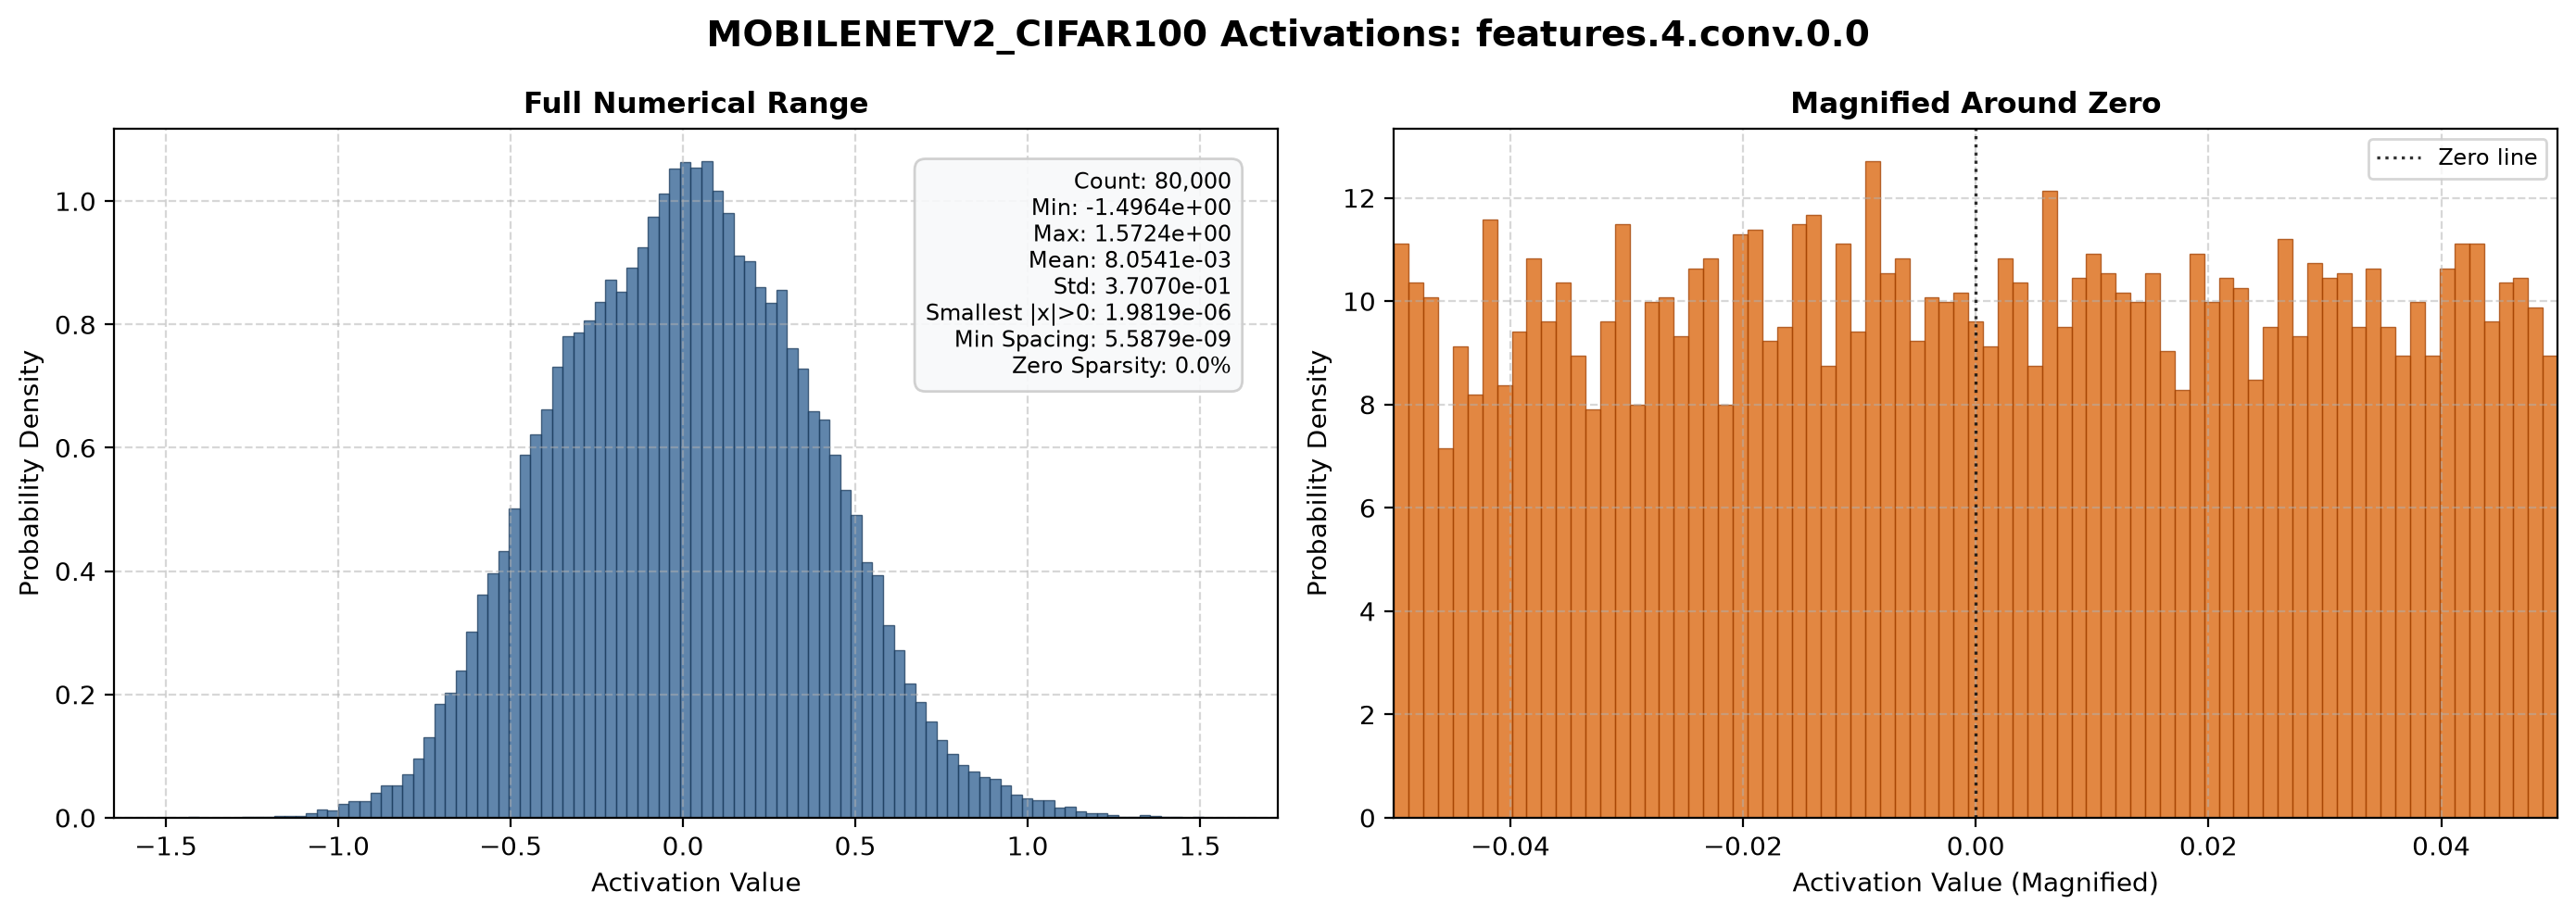 MOBILENETV2_CIFAR100 Activations: features.4.conv.0.0
Full Numerical Range
Probability Density
1.0
0.8
0.6
0.4
0.2
0.0
Count: 80,000
Min: -1.4964e+00
Max: 1.5724e+00
Mean: 8.0541e-03
Std: 3.7070e-01
Smallest |x|>0: 1.9819e-06
Min Spacing: 5.5879e-09
Zero Sparsity: 0.0%
−1.5 −1.0 −0.5 0.0 0.5 1.0 1.5
Activation Value
Magnified Around Zero
Probability Density
12
10
8
6
4
2
0
Zero line
−0.04 −0.02 0.00 0.02 0.04
Activation Value (Magnified)